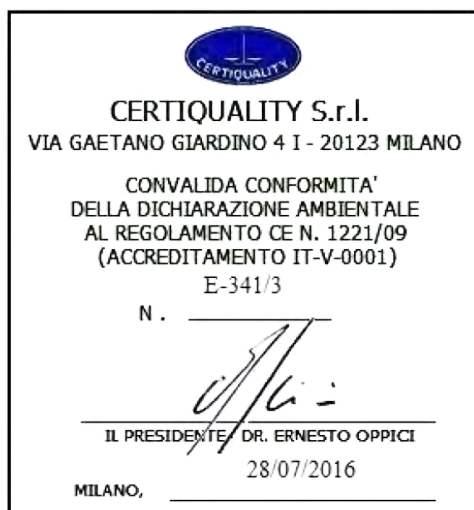 CERTIQUALITY
CERTIQUALITY S.r.l.
VIA GAETANO GIARDINO 4 I - 20123 MILANO
CONVALIDA CONFORMITA'
DELLA DICHIARAZIONE AMBIENTALE
AL REGOLAMENTO CE N. 1221/09
(ACCREDITAMENTO IT-V-0001)
E-341/3
N .
IL PRESIDENTE DR. ERNESTO OPPICI
28/07/2016
MILANO,